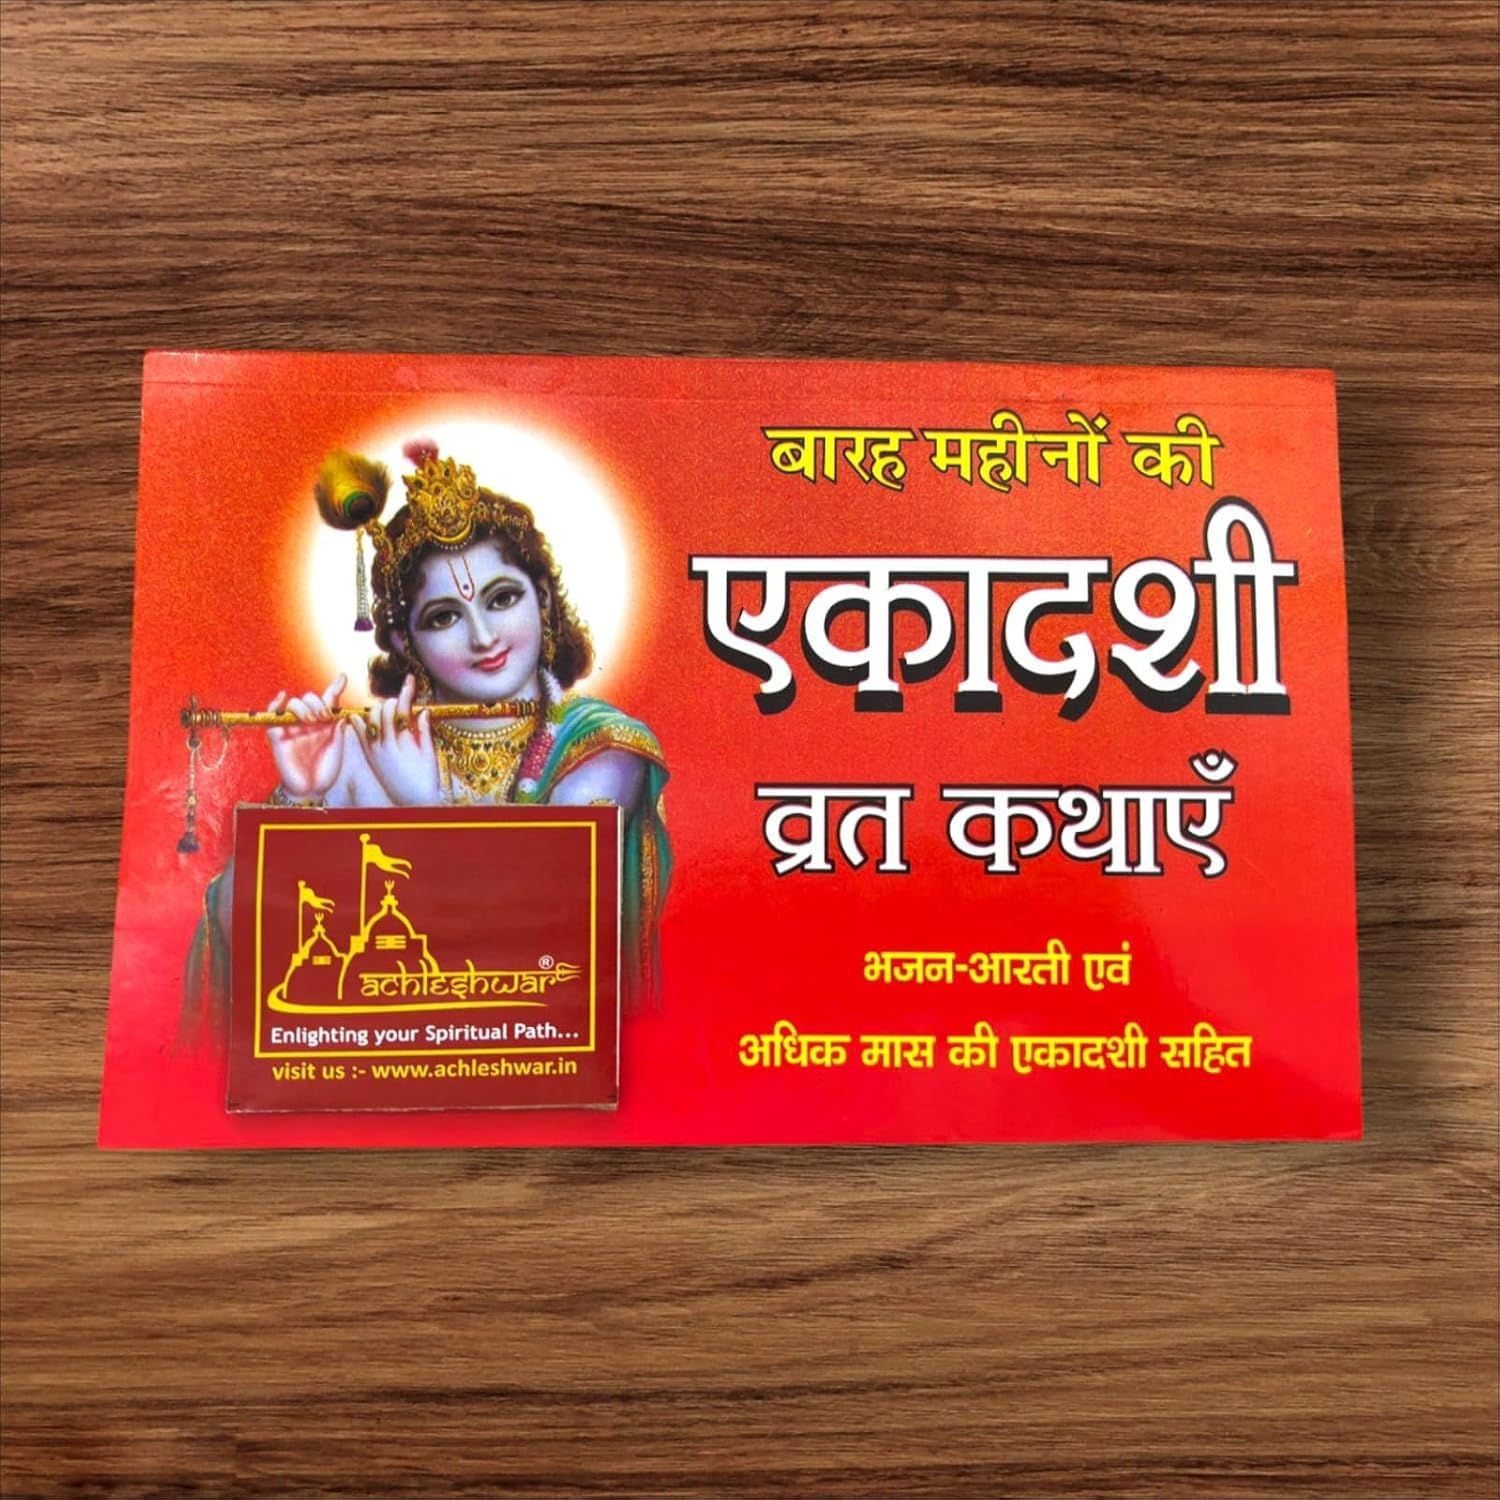 बारह महीनों की
एकादशी
व्रत कथाएँ
भजन-आरती एवं
अधिक मास की एकादशी सहित
achleshwar®
Enlighting your Spiritual Path...
visit us :- www.achleshwar.in